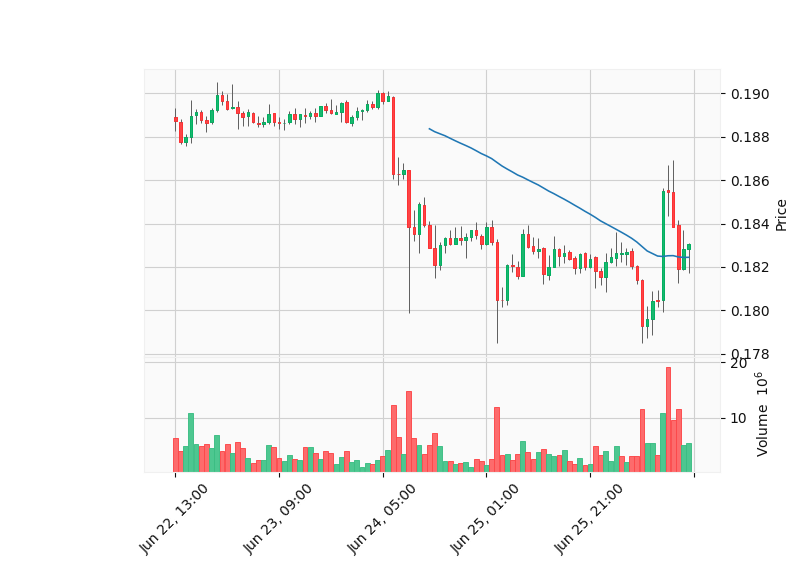 0.190
0.188
0.186
0.184
0.182
0.180
0.178
Price
20
10
Volume 10^6
Jun 22, 13:00
Jun 23, 09:00
Jun 24, 05:00
Jun 25, 01:00
Jun 25, 21:00